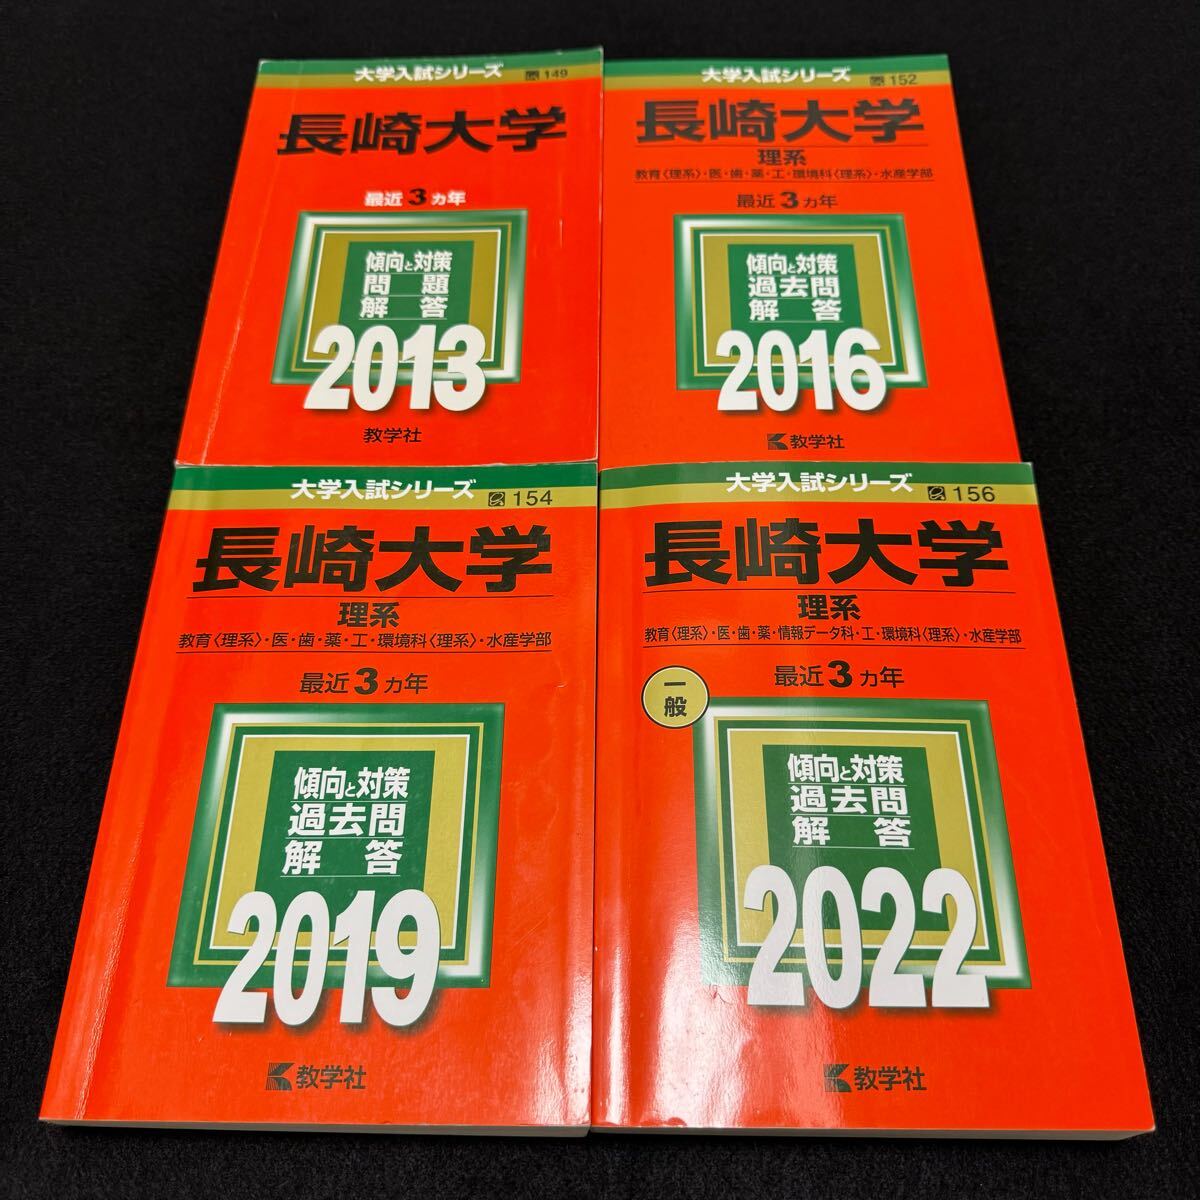 大学入試シリーズ
149
長崎大学
最近3ヵ年
傾向と対策
問題
解答
2013
教学社
大学入試シリーズ
152
長崎大学
理系
教育〈理系〉・医・歯・薬・工・環境科〈理系〉・水産学部
最近3ヵ年
傾向と対策
過去問
解答
2016
教学社
大学入試シリーズ
154
長崎大学
理系
教育〈理系〉・医・歯・薬・工・環境科〈理系〉・水産学部
最近3ヵ年
傾向と対策
過去問
解答
2019
教学社
大学入試シリーズ
156
長崎大学
理系
教育〈理系〉・医・歯・薬・情報データ科・工・環境科〈理系〉・水産学部
一般
最近3ヵ年
傾向と対策
過去問
解答
2022
教学社